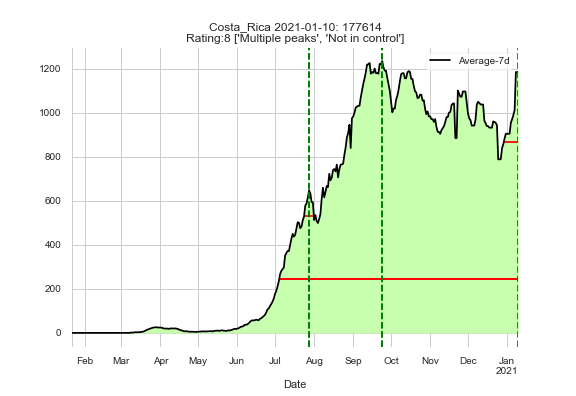 Costa_Rica 2021-01-10: 177614
Rating:8 ['Multiple peaks', 'Not in control']
Average-7d
1200
1000
800
600
400
200
0
Feb Mar Apr May Jun Jul Aug Sep Oct Nov Dec Jan
2021
Date